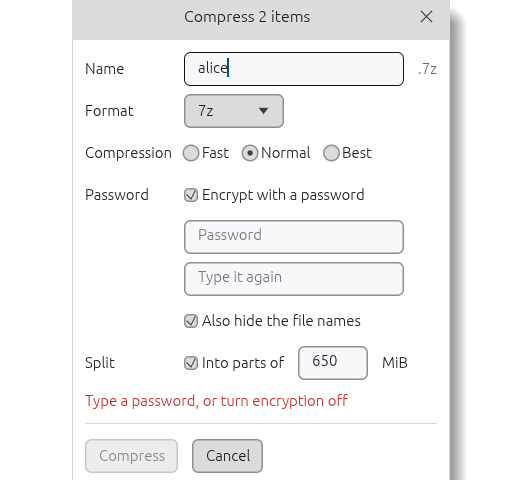 Compress 2 items
Name alice .7z
Format 7z
Compression Fast Normal Best
Password Encrypt with a password
Password
Type it again
Also hide the file names
Split Into parts of 650 MiB
Type a password, or turn encryption off
Compress Cancel